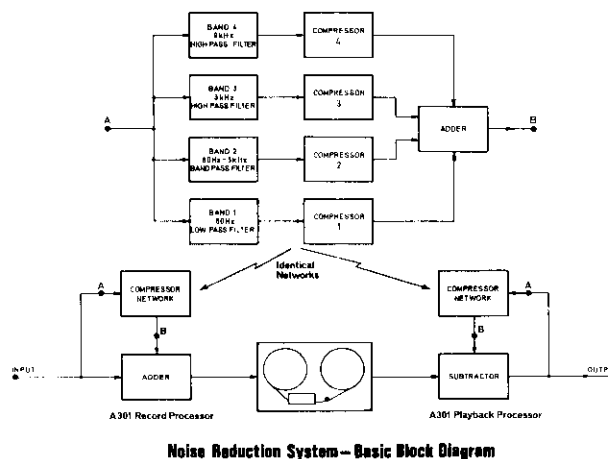 BAND 4
9kHz
HIGH PASS FILTER
COMPRESSOR
4
BAND 3
3kHz
HIGH PASS FILTER
COMPRESSOR
3
A
ADDER
B
BAND 2
80Hz-3kHz
BAND PASS FILTER
COMPRESSOR
2
BAND 1
80Hz
LOW PASS FILTER
COMPRESSOR
1
Identical
Networks
A
COMPRESSOR
NETWORK
COMPRESSOR
NETWORK
A
B
B
INPUT
ADDER
SUBTRACTOR
OUTP
A301 Record Processor
A301 Playback Processor
Noise Reduction System-Basic Block Diagram